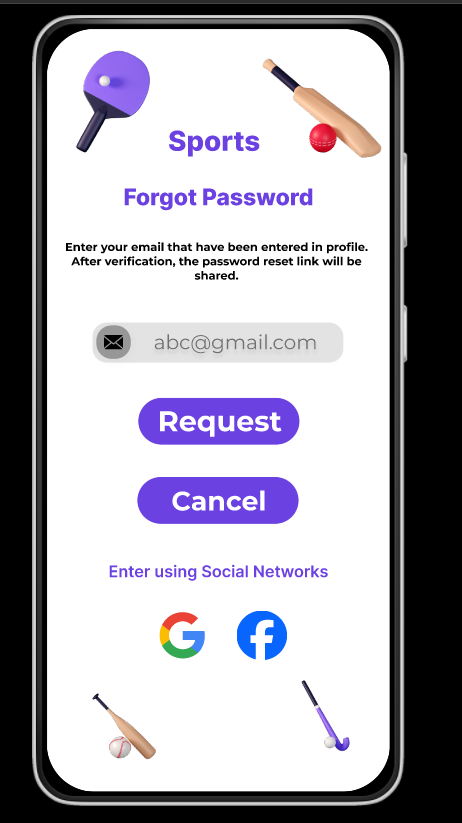 Sports
Forgot Password
Enter your email that have been entered in profile.
After verification, the password reset link will be
shared.
abc@gmail.com
Request
Cancel
Enter using Social Networks